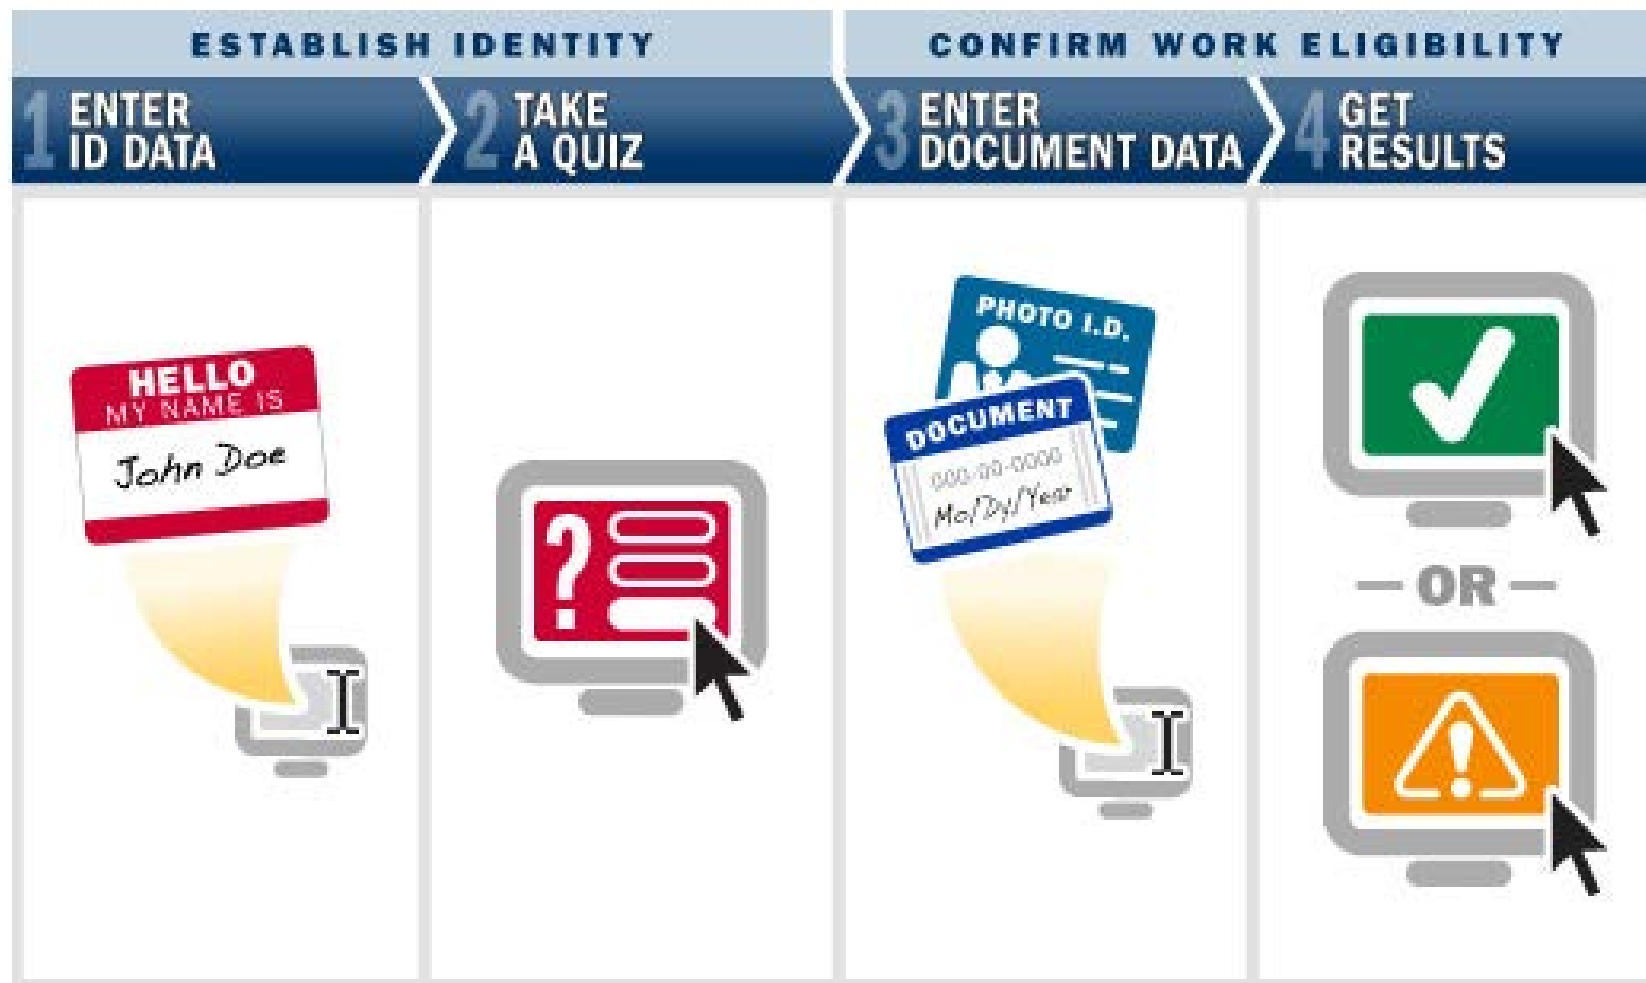 ESTABLISH IDENTITY
CONFIRM WORK ELIGIBILITY
1 ENTER
ID DATA
2 TAKE
A QUIZ
3 ENTER
DOCUMENT DATA
4 GET
RESULTS
HELLO
MY NAME IS
John Doe
?
PHOTO I.D.
DOCUMENT
000-00-0000
Mo/Dy/Year
OR
!